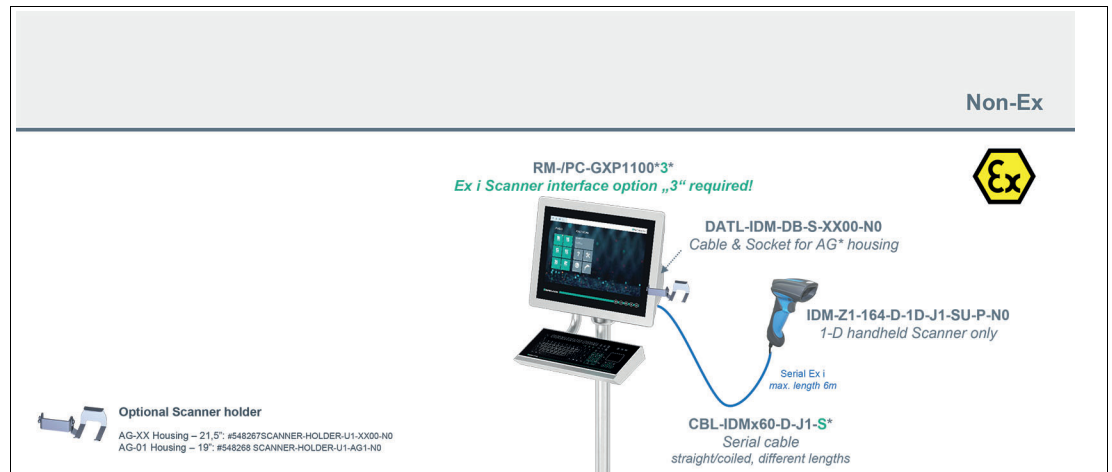 Non-Ex
RM-/PC-GXP1100*3*
Ex i Scanner interface option „3“ required!
Ex
DATL-IDM-DB-S-XX00-N0
Cable & Socket for AG* housing
IDM-Z1-164-D-1D-J1-SU-P-N0
1-D handheld Scanner only
Serial Ex i
max. length 6m
Optional Scanner holder
AG-XX Housing – 21,5”: #548267SCANNER-HOLDER-U1-XX00-N0
AG-01 Housing – 19”: #548268 SCANNER-HOLDER-U1-AG1-N0
CBL-IDMx60-D-J1-S*
Serial cable
straight/coiled, different lengths